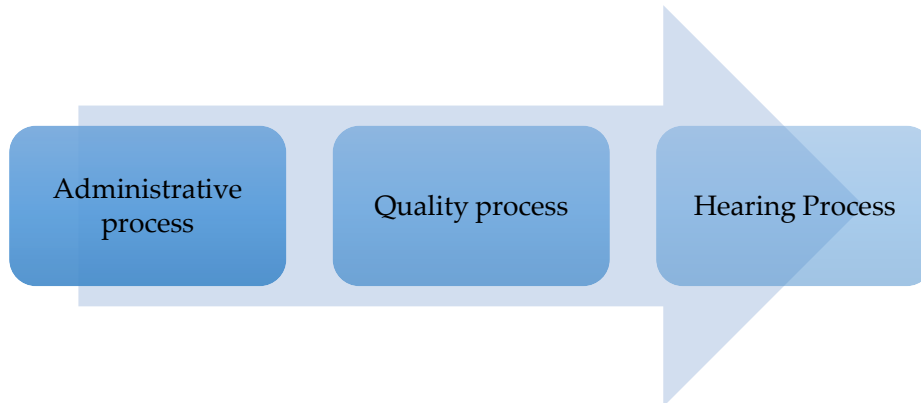 Administrative
process
Quality process
Hearing Process